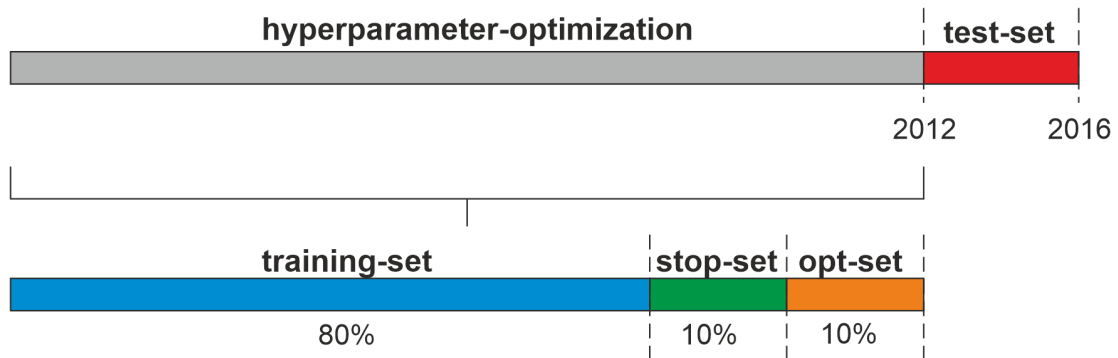 hyperparameter-optimization test-set
2012 2016
training-set stop-set opt-set
80% 10% 10%